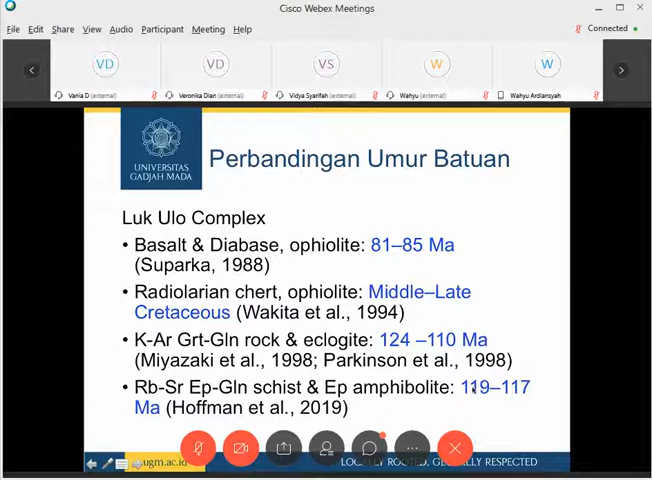 Cisco Webex Meetings
File Edit Share View Audio Participant Meeting Help
Connected
VD VD VS W W
Vania D (external) Veronika Dian (external) Vidya Syarifah (external) Wahyu (external) Wahyu Ardiansyah
UNIVERSITAS
GADJAH MADA
Perbandingan Umur Batuan
Luk Ulo Complex
• Basalt & Diabase, ophiolite: 81–85 Ma
(Suparka, 1988)
• Radiolarian chert, ophiolite: Middle–Late
Cretaceous (Wakita et al., 1994)
• K-Ar Grt-Gln rock & eclogite: 124 –110 Ma
(Miyazaki et al., 1998; Parkinson et al., 1998)
• Rb-Sr Ep-Gln schist & Ep amphibolite: 119–117
Ma (Hoffman et al., 2019)
ugm.ac.id
LOCALLY ROOTED, GLOBALLY RESPECTED